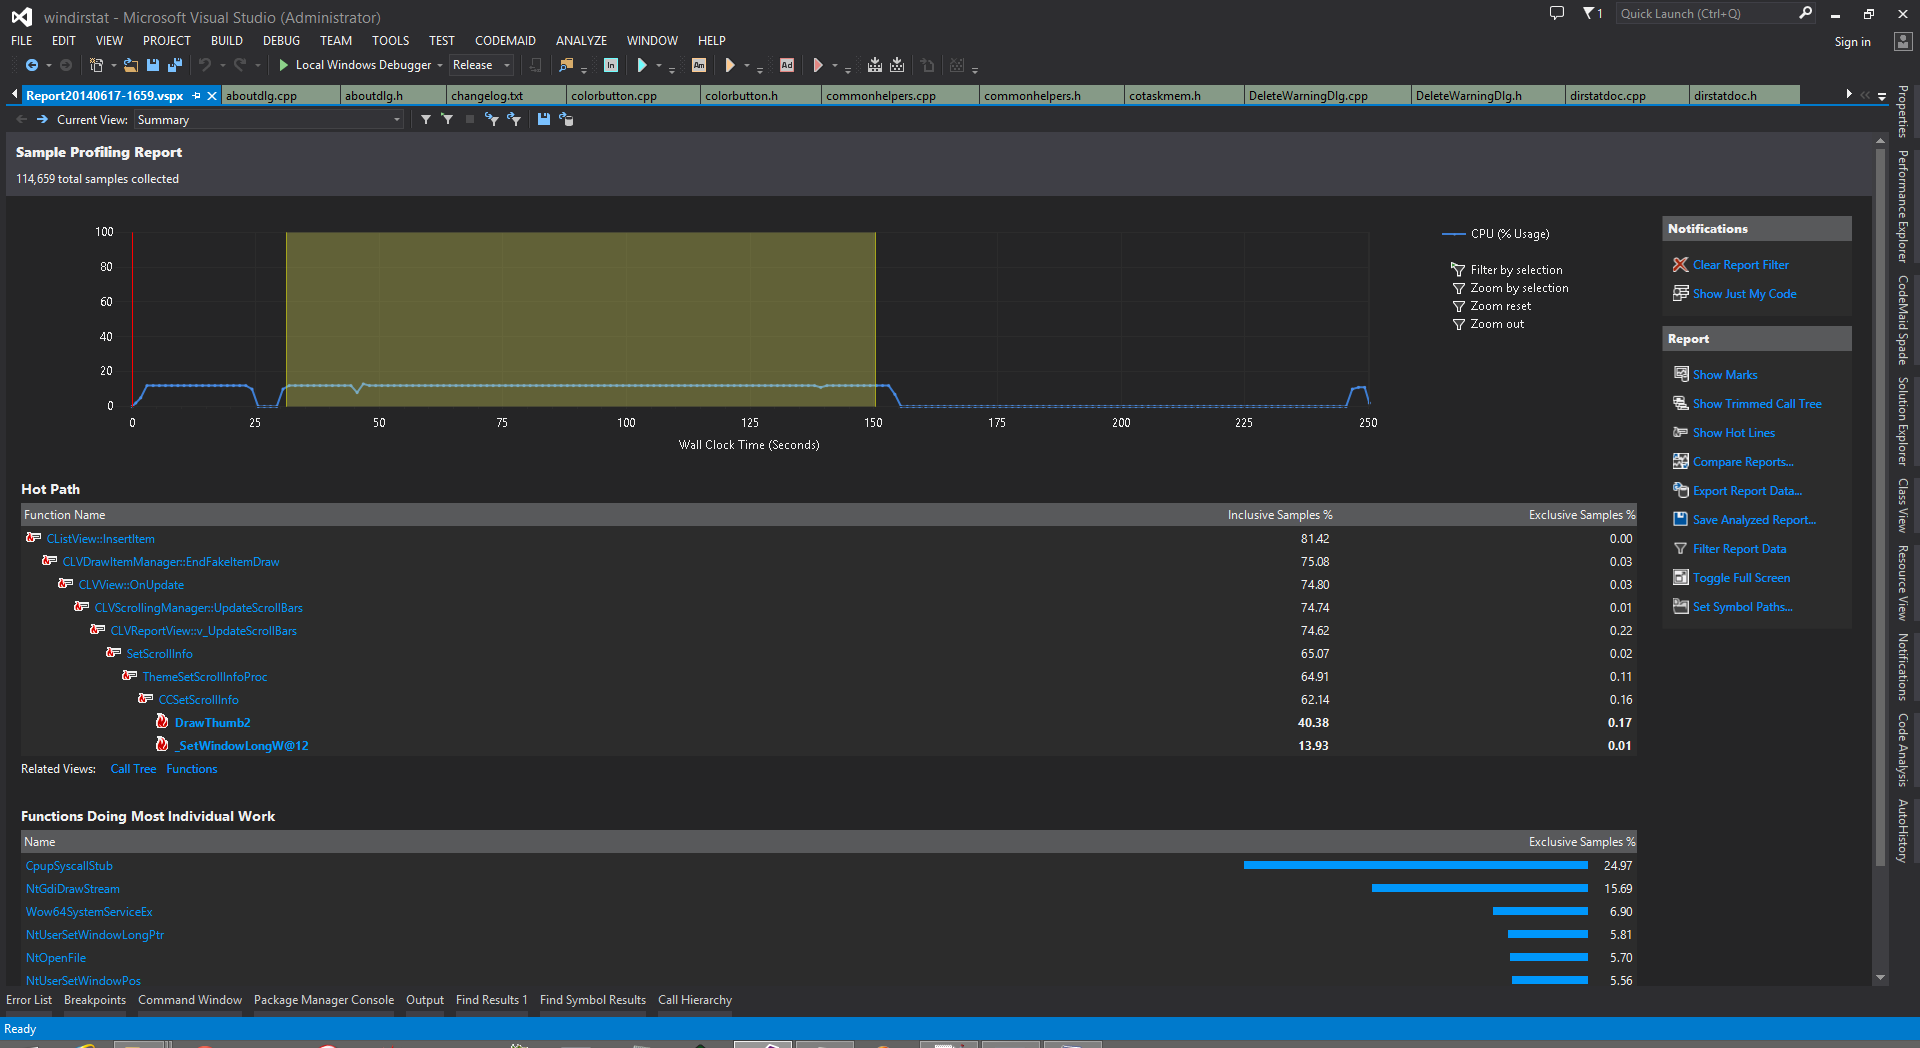 windirstat - Microsoft Visual Studio (Administrator)
1
Quick Launch (Ctrl+Q)
FILE EDIT VIEW PROJECT BUILD DEBUG TEAM TOOLS TEST CODEMAID ANALYZE WINDOW HELP
Sign in
Local Windows Debugger Release In Am Ad
Report20140617-1659.vspx aboutdlg.cpp aboutdlg.h changelog.txt colorbutton.cpp colorbutton.h commonhelpers.cpp commonhelpers.h cotaskmem.h DeleteWarningDlg.cpp DeleteWarningDlg.h dirstatdoc.cpp dirstatdoc.h
Current View: Summary
Sample Profiling Report
114,659 total samples collected
100
80
60
40
20
0
0 25 50 75 100 125 150 175 200 225 250
Wall Clock Time (Seconds)
CPU (% Usage)
Filter by selection
Zoom by selection
Zoom reset
Zoom out
Notifications
Clear Report Filter
Show Just My Code
Report
Show Marks
Show Trimmed Call Tree
Show Hot Lines
Compare Reports...
Export Report Data...
Save Analyzed Report...
Filter Report Data
Toggle Full Screen
Set Symbol Paths...
Hot Path
Function Name Inclusive Samples % Exclusive Samples %
CListView::InsertItem 81.42 0.00
CLVDrawItemManager::EndFakeItemDraw 75.08 0.03
CLVView::OnUpdate 74.80 0.03
CLVScrollingManager::UpdateScrollBars 74.74 0.01
CLVReportView::v_UpdateScrollBars 74.62 0.22
SetScrollInfo 65.07 0.02
ThemeSetScrollInfoProc 64.91 0.11
CCSetScrollInfo 62.14 0.16
DrawThumb2 40.38 0.17
_SetWindowLongW@12 13.93 0.01
Related Views: Call Tree Functions
Functions Doing Most Individual Work
Name Exclusive Samples %
CpupSyscallStub 24.97
NtGdiDrawStream 15.69
Wow64SystemServiceEx 6.90
NtUserSetWindowLongPtr 5.81
NtOpenFile 5.70
NtUserSetWindowPos 5.56
Error List Breakpoints Command Window Package Manager Console Output Find Results 1 Find Symbol Results Call Hierarchy
Ready
Properties
Performance Explorer
CodeMaid Spade
Solution Explorer
Class View
Resource View
Notifications
Code Analysis
AutoHistory